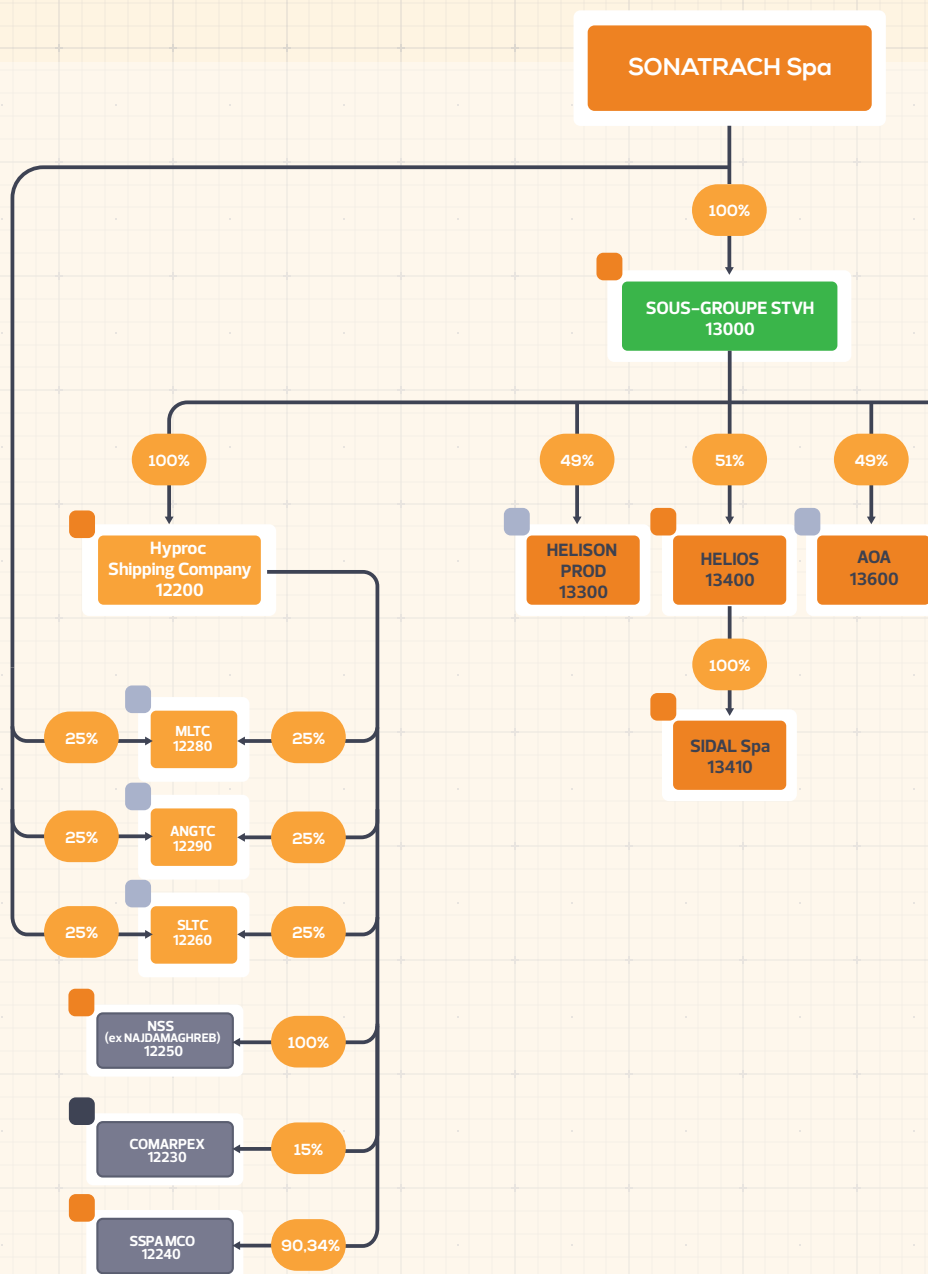 SONATRACH Spa
100%
SOUS-GROUPE STVH
13000
100%
49%
51%
49%
Hyproc
Shipping Company
12200
HELISON
PROD
13300
HELIOS
13400
AOA
13600
100%
25%
MLTC
12280
25%
SIDAL Spa
13410
25%
ANGTC
12290
25%
25%
SLTC
12260
25%
NSS
(ex NAJDAMAGHREB)
12250
100%
COMARPEX
12230
15%
SSPA MCO
12240
90,34%